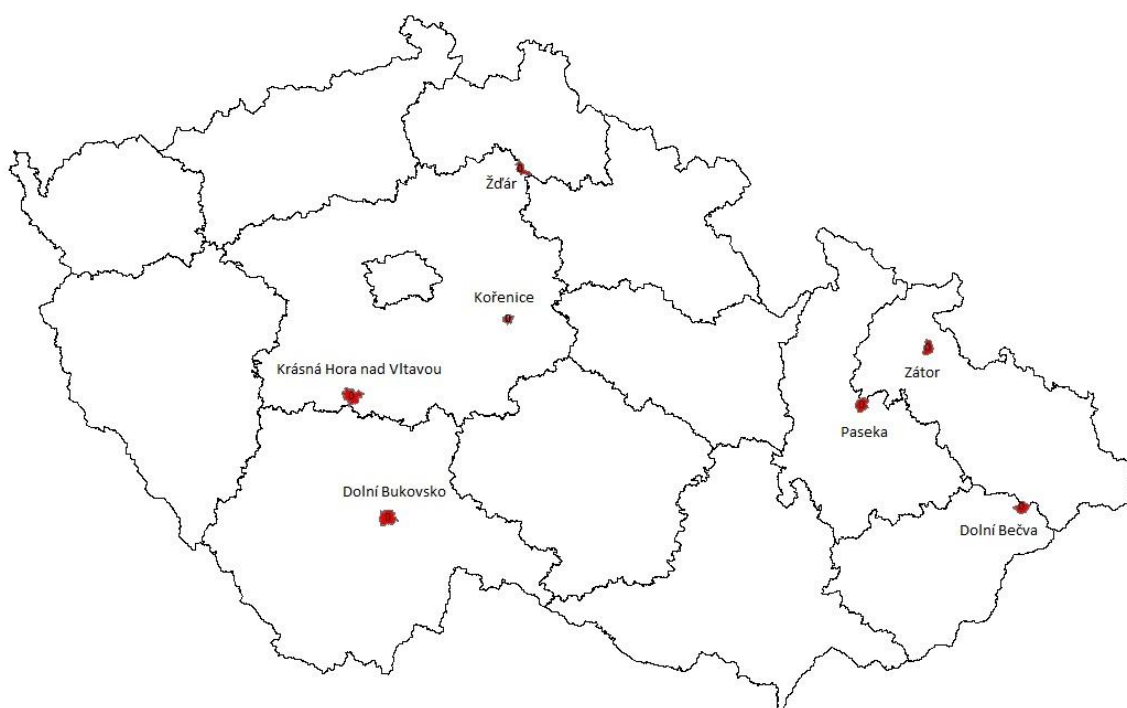 Žďár
Kořenice
Krásná Hora nad Vltavou
Zátor
Paseka
Dolní Bukovsko
Dolní Bečva